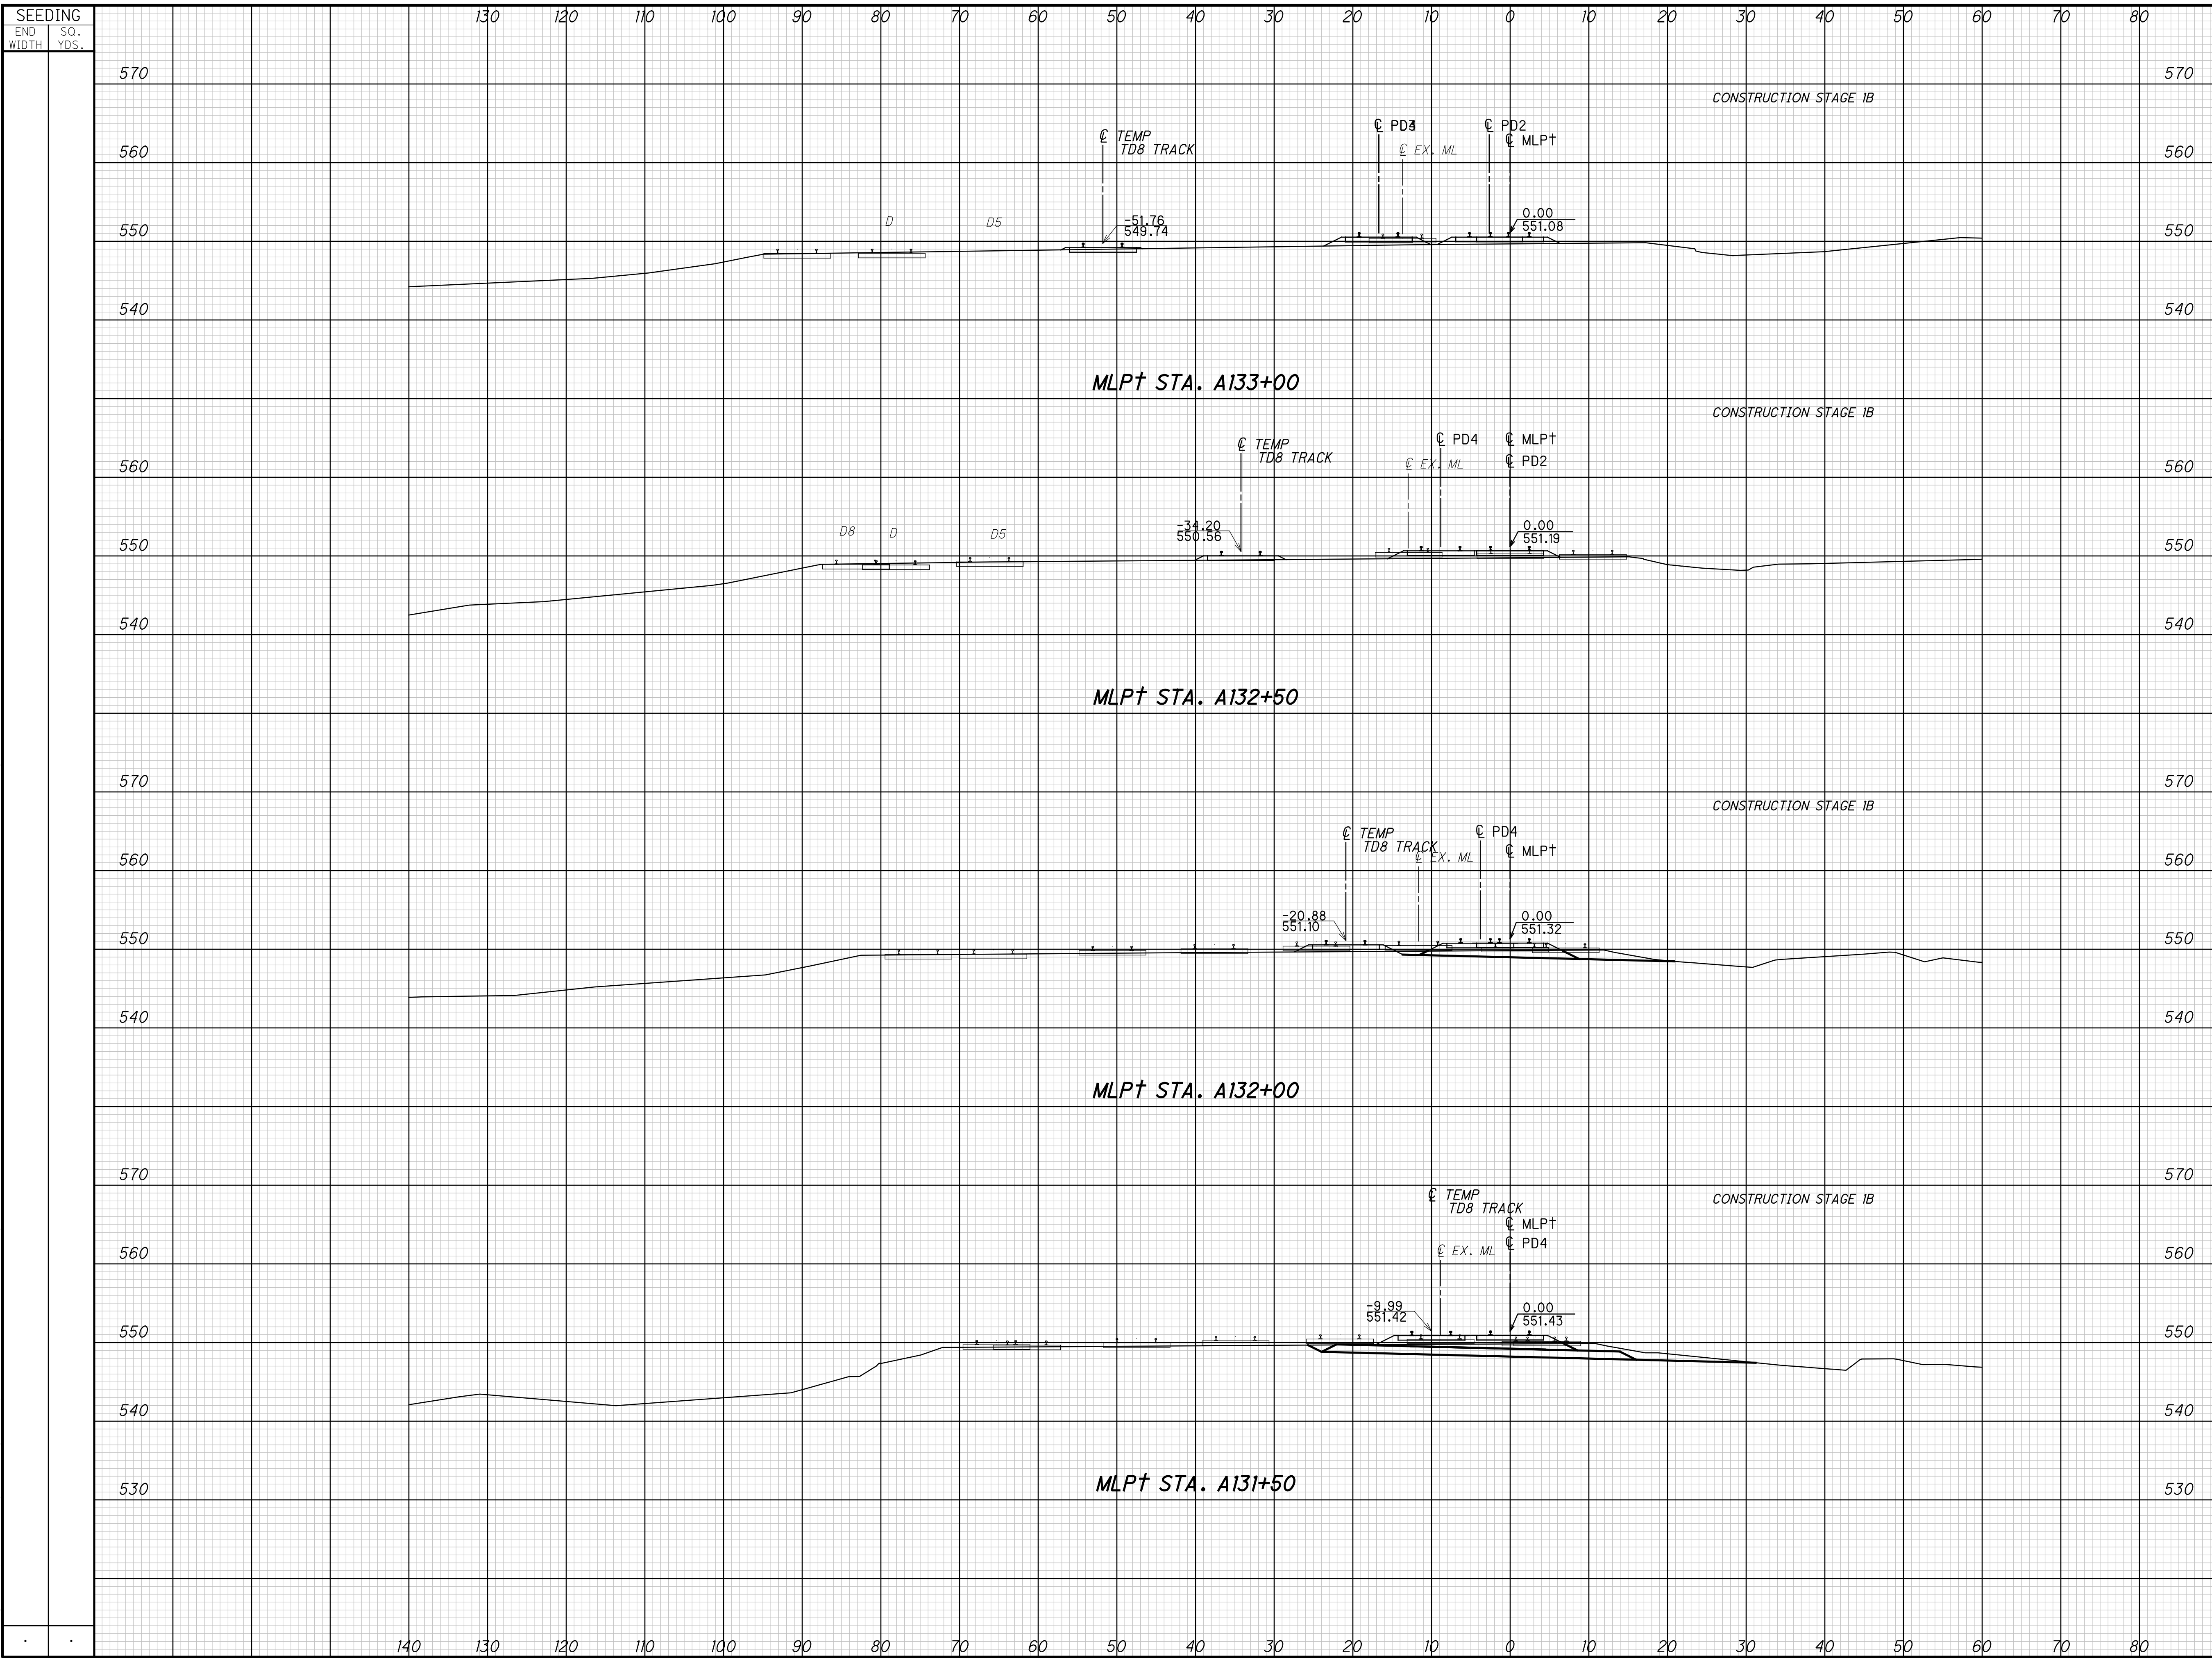 SEEDING
END WIDTH SQ. YDS.
130 120 110 100 90 80 70 60 50 40 30 20 10 0 10 20 30 40 50 60 70 80
570 570
CONSTRUCTION STAGE 1B
℄ TEMP
TD8 TRACK
℄ PD2
℄ MLP†
℄ EX. ML
560 560
D D5
-51.76
549.74
0.00
551.08
550 550
540 540
MLP† STA. A133+00
CONSTRUCTION STAGE 1B
℄ TEMP
TD8 TRACK
℄ PD4
℄ MLP†
℄ EX. ML
℄ PD2
560 560
D8 D D5
-34.20
550.56
0.00
551.19
550 550
540 540
MLP† STA. A132+50
570 570
CONSTRUCTION STAGE 1B
℄ TEMP
TD8 TRACK
℄ PD4
℄ MLP†
℄ EX. ML
560 560
-20.88
551.10
0.00
551.32
550 550
540 540
MLP† STA. A132+00
570 570
CONSTRUCTION STAGE 1B
℄ TEMP
TD8 TRACK
℄ MLP†
℄ PD4
℄ EX. ML
560 560
-9.99
551.42
0.00
551.43
550 550
540 540
MLP† STA. A131+50
530 530
140 130 120 110 100 90 80 70 60 50 40 30 20 10 0 10 20 30 40 50 60 70 80